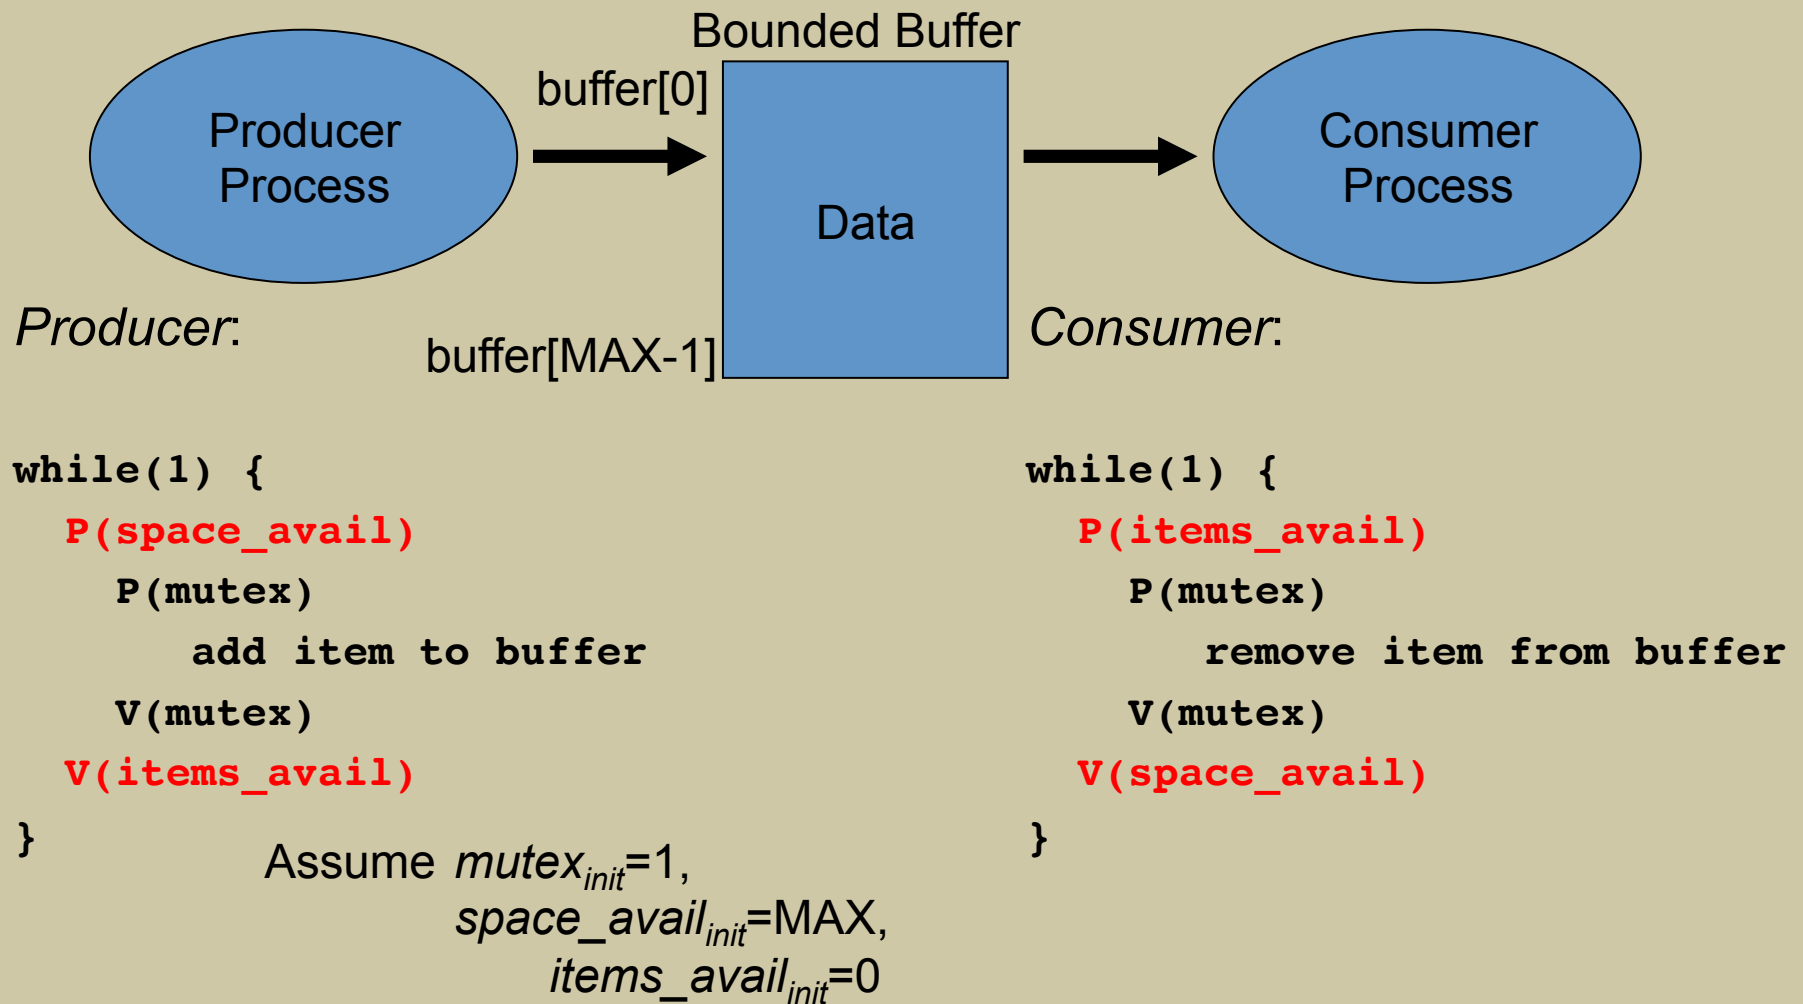 Bounded Buffer
buffer[0]
Producer
Process
Data
Consumer
Process
buffer[MAX-1]
Producer:
while(1) {
P(space_avail)
P(mutex)
add item to buffer
V(mutex)
V(items_avail)
}
Consumer:
while(1) {
P(items_avail)
P(mutex)
remove item from buffer
V(mutex)
V(space_avail)
}
Assume mutexinit=1,
space_availinit=MAX,
items_availinit=0